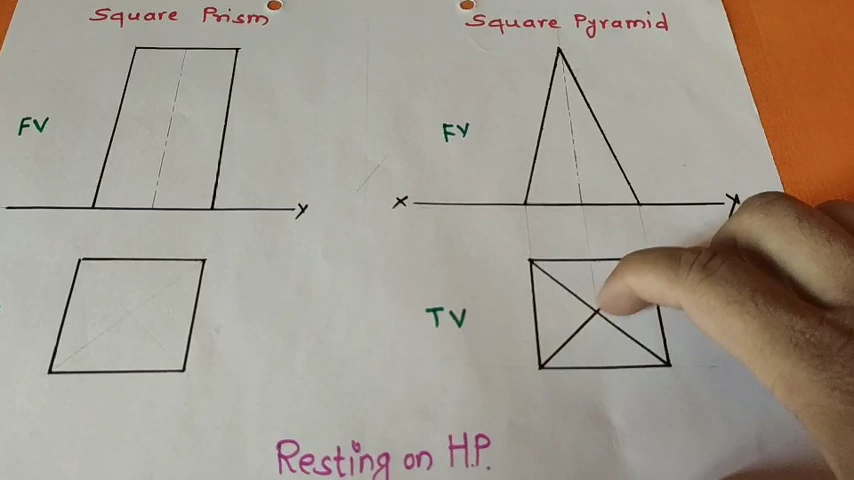 Square Prism
Square Pyramid
FV
FV
Y
X
Y
TV
Resting on H.P.